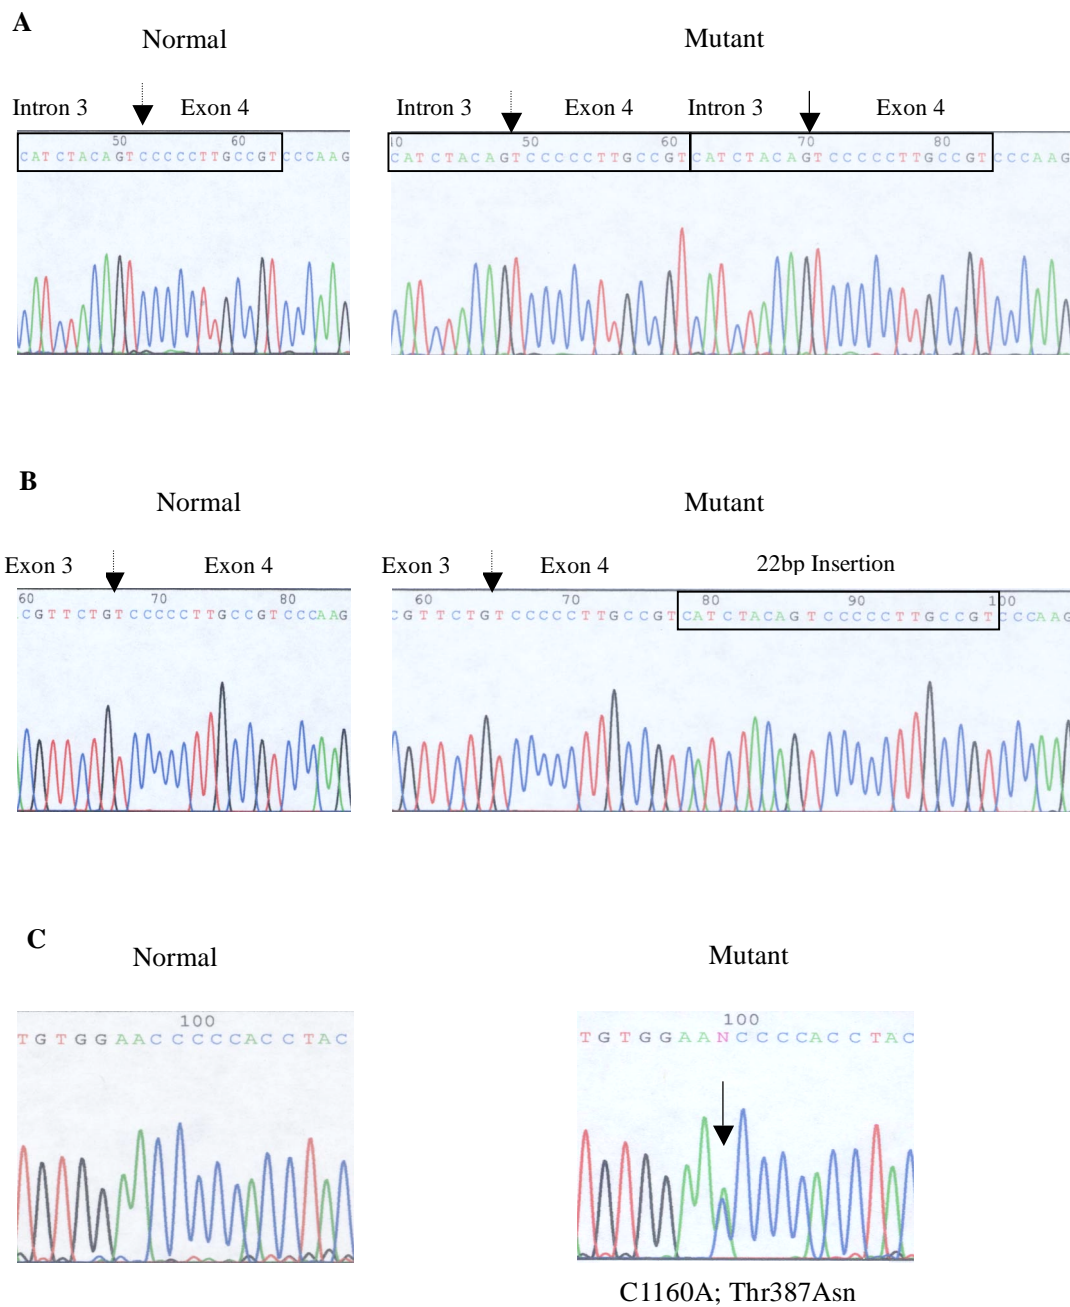 A
Normal
Mutant
Intron 3 Exon 4
Intron 3 Exon 4 Intron 3 Exon 4
50 60
CATCTACAGTCCCCCTTGCCGTCCCAAG
50 60 70 80
CATCTACAGTCCCCCTTGCCGTCATCTACAGTCCCCCTTGCCGTCCCAAG
B
Normal
Mutant
Exon 3 Exon 4
Exon 3 Exon 4 22bp Insertion
60 70 80
CGTTCTGTCCCCCTTGCCGTCCCAAG
60 70 80 90 100
CGTTCTGTCCCCCTTGCCGTCATCTACAGTCCCCCTTGCCGTCCCAAG
C
Normal
Mutant
100
TGTGGAACCCCCACCTAC
100
TGTGGAANCCCCACCTAC
C1160A; Thr387Asn